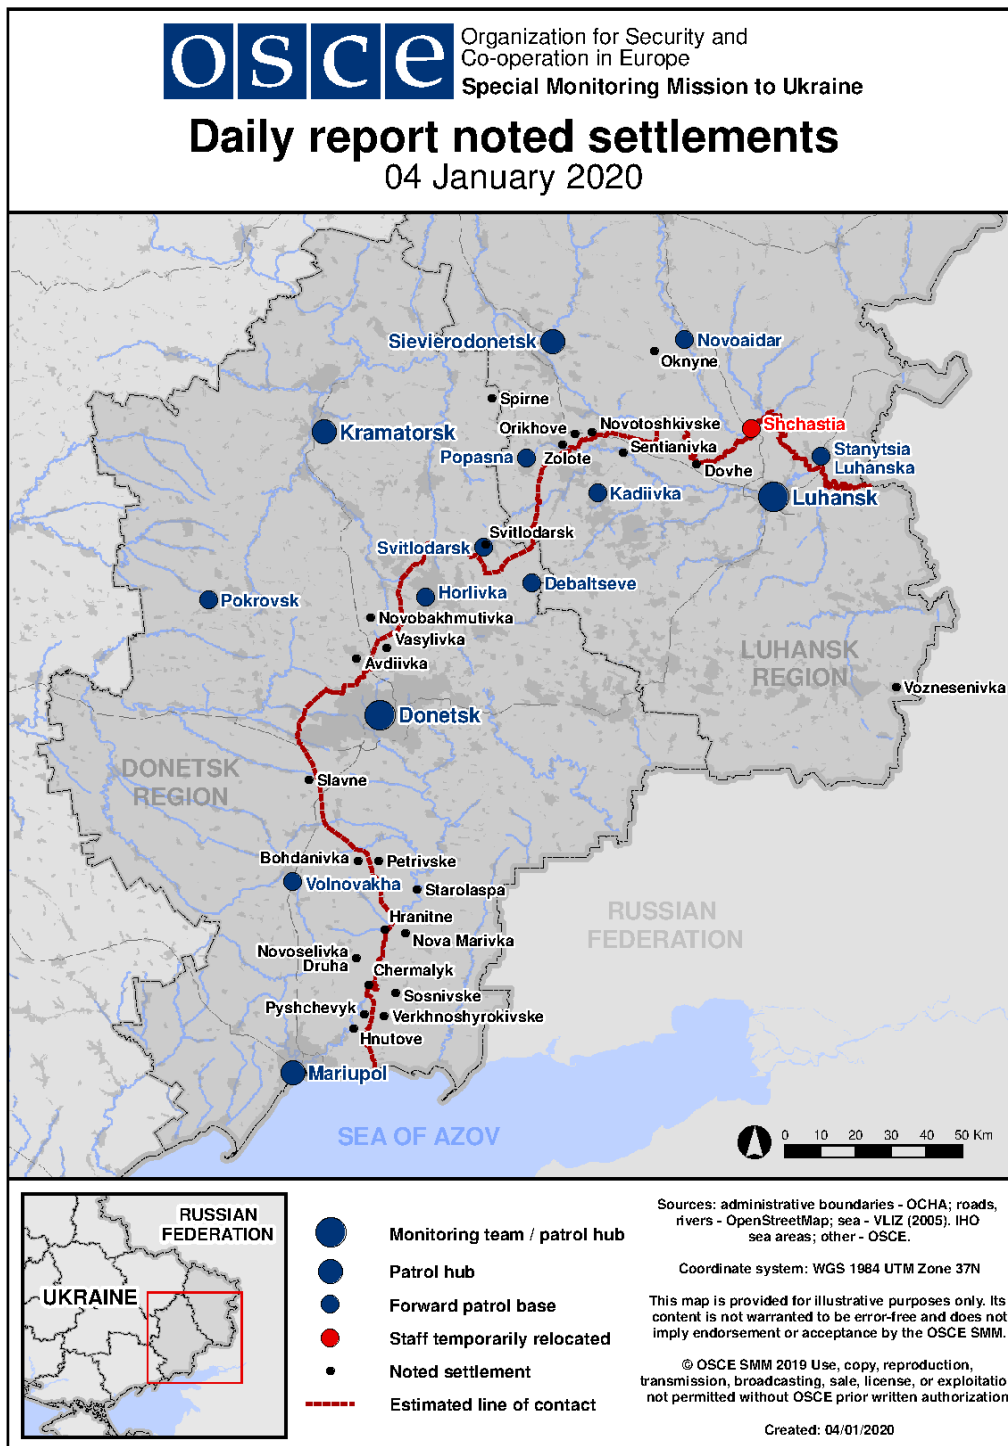 osce
Organization for Security and
Co-operation in Europe
Special Monitoring Mission to Ukraine
Daily report noted settlements
04 January 2020
Sievierodonetsk
Novoaidar
Oknyne
Spirne
Kramatorsk
Orikhove
Novotoshkivske
Shchastia
Popasna
Zolote
Sentianivka
Stanytsia
Luhanska
Dovhe
Kadiivka
Luhansk
Svitlodarsk
Svitlodarsk
Debaltseve
Pokrovsk
Horlivka
Novobakhmutivka
Vasylivka
Avdiivka
LUHANSK
REGION
Voznesenivka
Donetsk
DONETSK
REGION
Slavne
Bohdanivka
Petrivske
Volnovakha
Starolaspa
Hranitne
RUSSIAN
FEDERATION
Nova Marivka
Novoselivka
Druha
Chermalyk
Sosnivske
Pyshchevyk
Verkhnoshyrokivske
Hnutove
Mariupol
SEA OF AZOV
0 10 20 30 40 50 Km
RUSSIAN
FEDERATION
UKRAINE
Monitoring team / patrol hub
Patrol hub
Forward patrol base
Staff temporarily relocated
Noted settlement
Estimated line of contact
Sources: administrative boundaries - OCHA; roads,
rivers - OpenStreetMap; sea - VLIZ (2005). IHO
sea areas; other - OSCE.
Coordinate system: WGS 1984 UTM Zone 37N
This map is provided for illustrative purposes only. Its
content is not warranted to be error-free and does not
imply endorsement or acceptance by the OSCE SMM.
© OSCE SMM 2019 Use, copy, reproduction,
transmission, broadcasting, sale, license, or exploitatio
not permitted without OSCE prior written authorization
Created: 04/01/2020